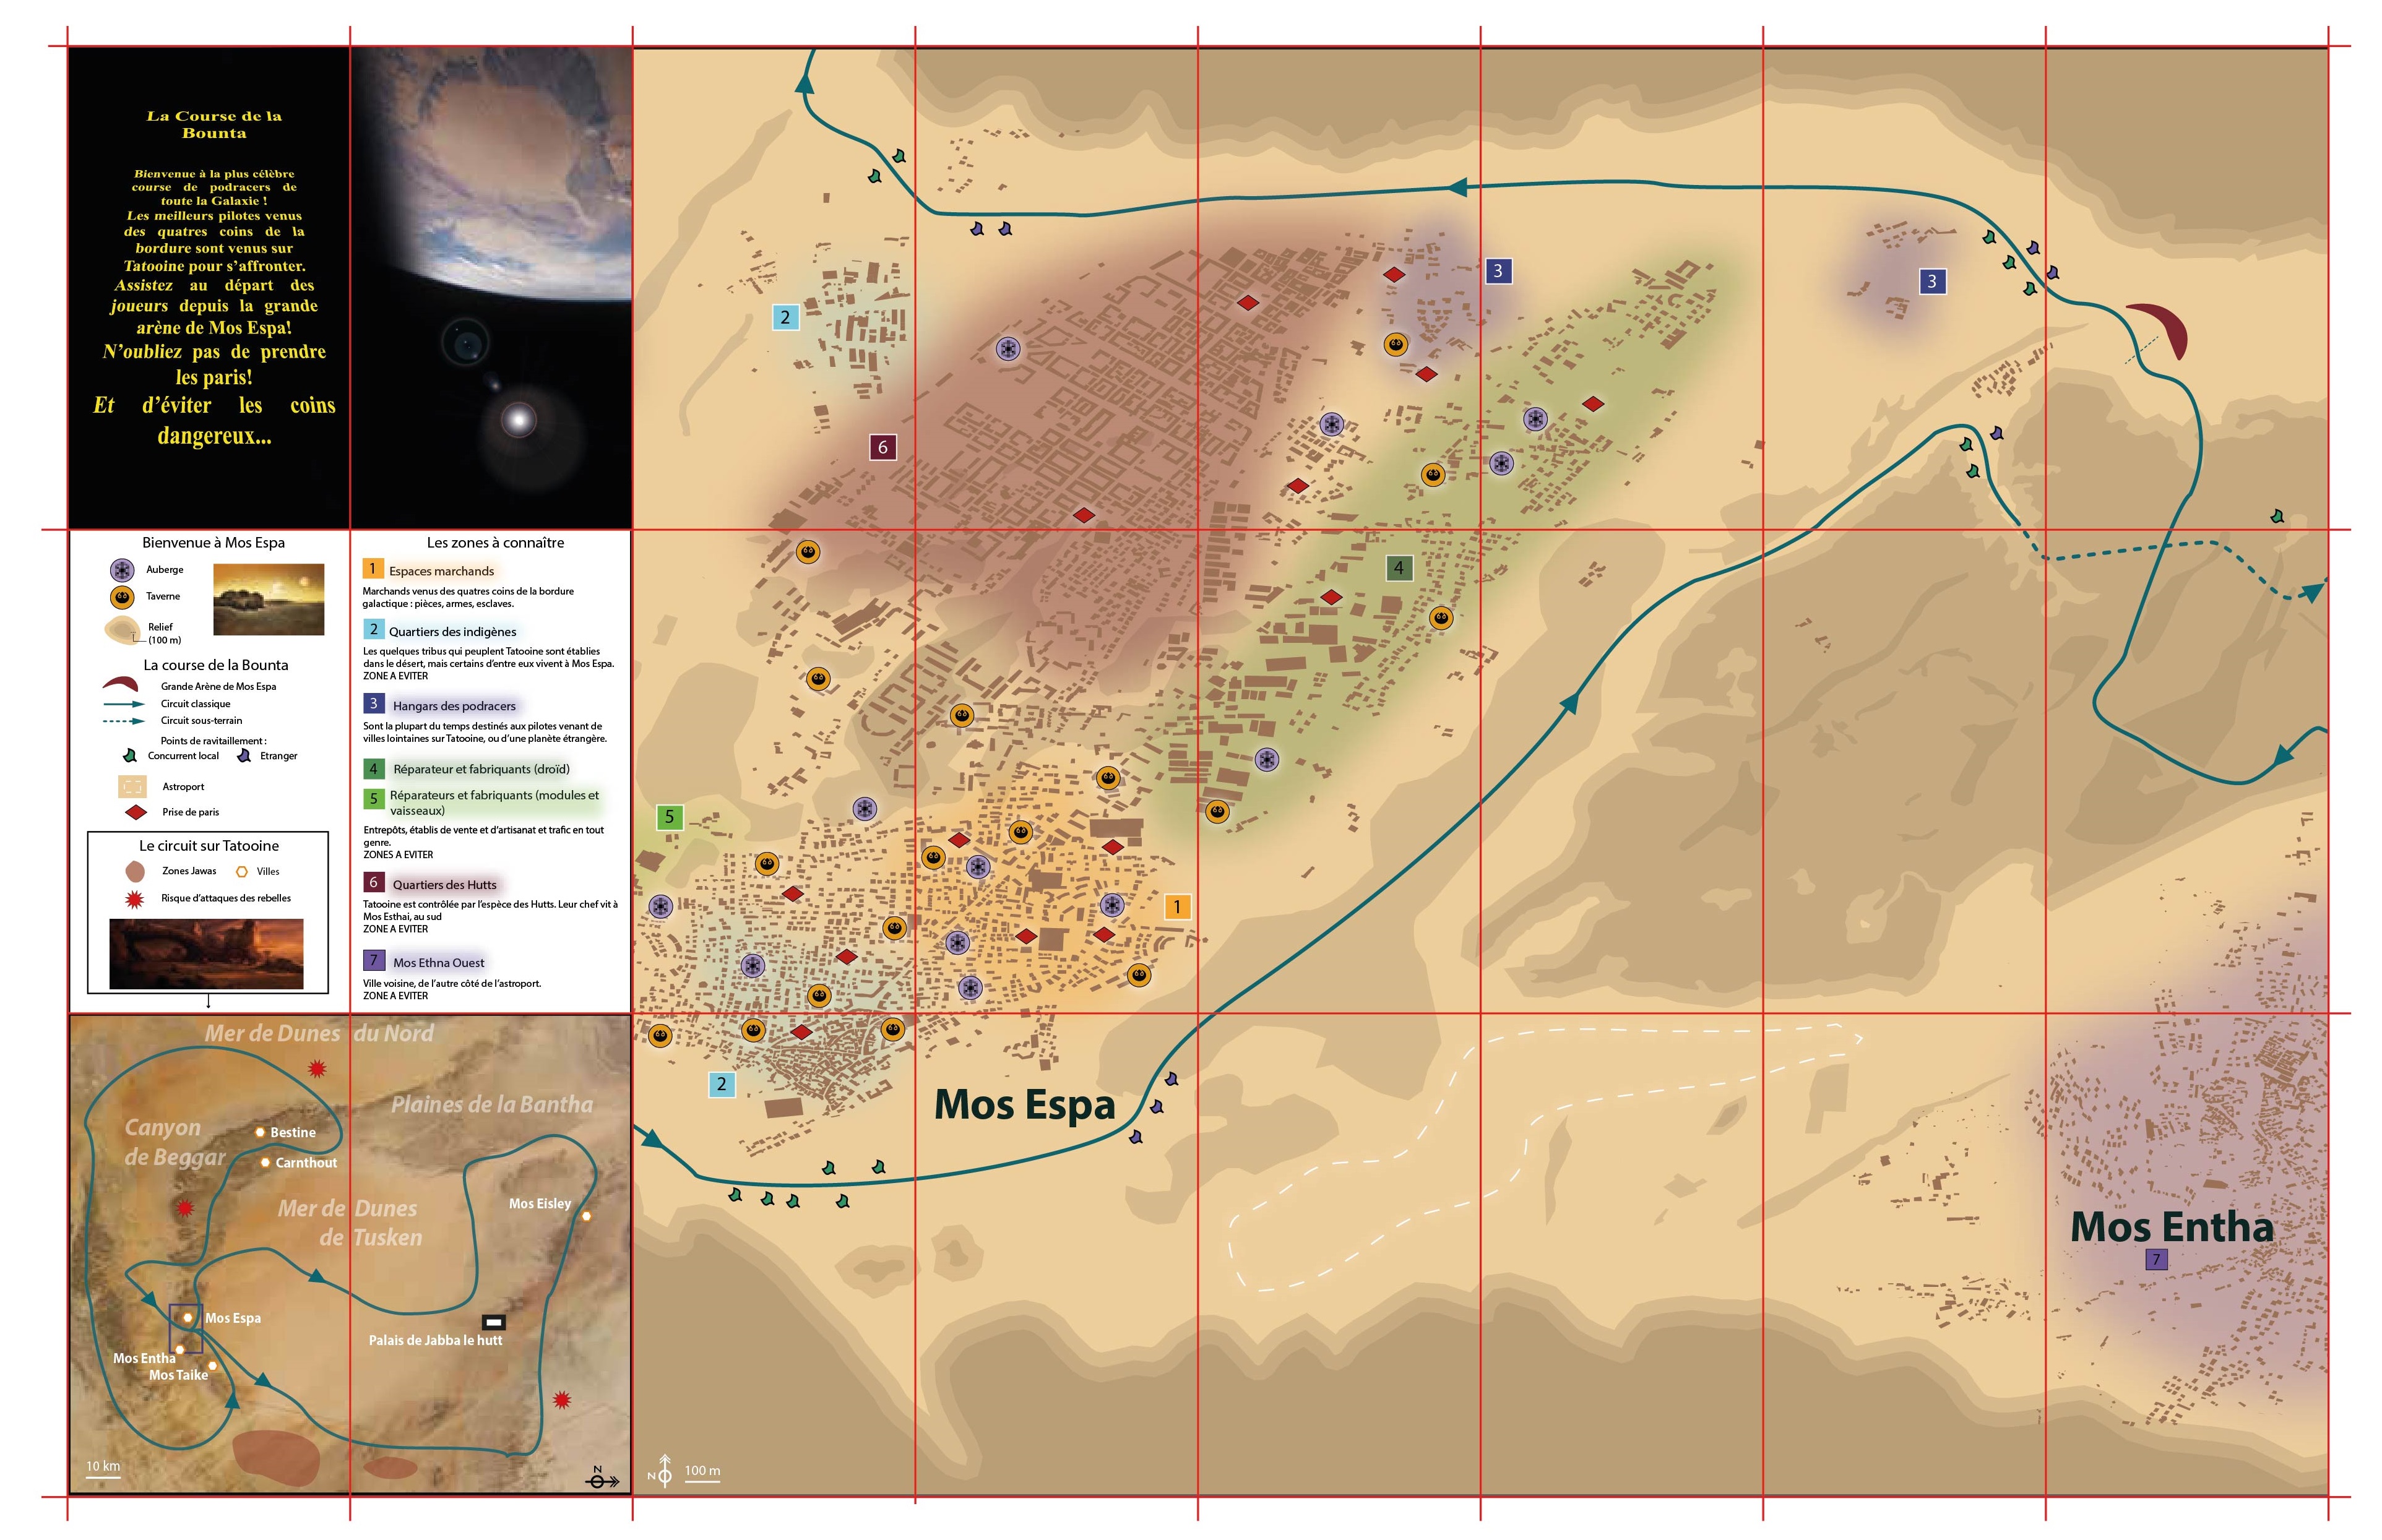 La Course de la
Bounta
Bienvenue à la plus célèbre
course de podracers de
toute la Galaxie !
Les meilleurs pilotes venus
des quatres coins de la
bordure sont venus sur
Tatooine pour s'affronter.
Assistez au départ des
joueurs depuis la grande
arène de Mos Espa!
N'oubliez pas de prendre
les paris!
Et d'éviter les coins
dangereux...
Bienvenue à Mos Espa
Auberge
Taverne
Relief
(100 m)
La course de la Bounta
Grande Arène de Mos Espa
Circuit classique
Circuit sous-terrain
Points de ravitaillement :
Concurrent local
Etranger
Astroport
Prise de paris
Le circuit sur Tatooine
Zones Jawas
Villes
Risque d'attaques des rebelles
Les zones à connaître
1 Espaces marchands
Marchands venus des quatres coins de la bordure
galactique : pièces, armes, esclaves.
2 Quartiers des indigènes
Les quelques tribus qui peuplent Tatooine sont établies
dans le désert, mais certains d'entre eux vivent à Mos Espa.
ZONE A EVITER
3 Hangars des podracers
Sont la plupart du temps destinés aux pilotes venant de
villes lointaines sur Tatooine, ou d'une planète étrangère.
4 Réparateur et fabriquants (droïd)
5 Réparateurs et fabriquants (modules et
vaisseaux)
Entrepôts, établis de vente et d'artisanat et trafic en tout
genre.
ZONES A EVITER
6 Quartiers des Hutts
Tatooine est contrôlée par l'espèce des Hutts. Leur chef vit à
Mos Esthai, au sud
ZONE A EVITER
7 Mos Ethna Ouest
Ville voisine, de l'autre côté de l'astroport.
ZONE A EVITER
Mer de Dunes du Nord
Plaines de la Bantha
Canyon
de Beggar
Bestine
Carnthout
Mer de Dunes
de Tusken
Mos Eisley
Mos Espa
Palais de Jabba le hutt
Mos Entha
Mos Taike
10 km
N
2
3
3
6
4
5
1
2
Mos Espa
Mos Entha
7
N
100 m